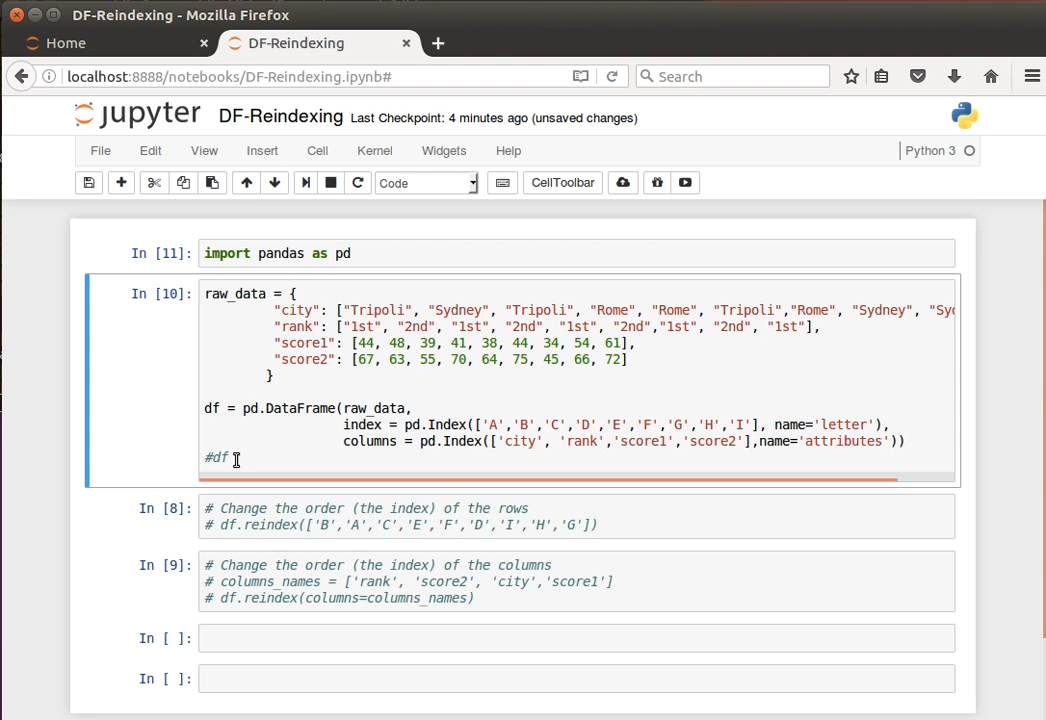 DF-Reindexing - Mozilla Firefox
Home
DF-Reindexing
localhost:8888/notebooks/DF-Reindexing.ipynb#
Search
jupyter DF-Reindexing Last Checkpoint: 4 minutes ago (unsaved changes)
File Edit View Insert Cell Kernel Widgets Help Python 3
Code CellToolbar
In [11]: import pandas as pd
In [10]: raw_data = {
"city": ["Tripoli", "Sydney", "Tripoli", "Rome", "Rome", "Tripoli","Rome", "Sydney", "Syd
"rank": ["1st", "2nd", "1st", "2nd", "1st", "2nd","1st", "2nd", "1st"],
"score1": [44, 48, 39, 41, 38, 44, 34, 54, 61],
"score2": [67, 63, 55, 70, 64, 75, 45, 66, 72]
}
df = pd.DataFrame(raw_data,
index = pd.Index(['A','B','C','D','E','F','G','H','I'], name='letter'),
columns = pd.Index(['city', 'rank','score1','score2'],name='attributes'))
#df
In [8]: # Change the order (the index) of the rows
# df.reindex(['B','A','C','E','F','D','I','H','G'])
In [9]: # Change the order (the index) of the columns
# columns_names = ['rank', 'score2', 'city','score1']
# df.reindex(columns=columns_names)
In [ ]:
In [ ]: